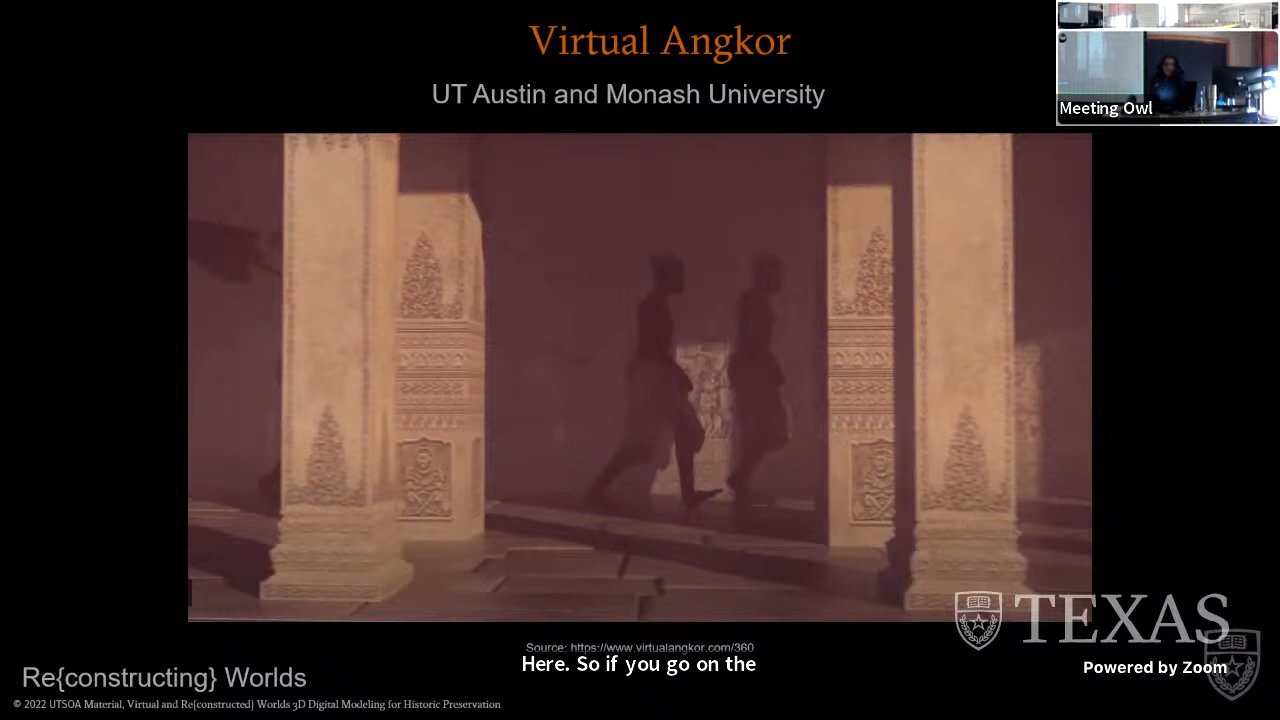 Virtual Angkor
UT Austin and Monash University
Meeting Owl
TEXAS
Source: https://www.virtualangkor.com/360
Here. So if you go on the
Powered by Zoom
Re{constructing} Worlds
© 2022 UTSOA Material, Virtual and Re{constructed} Worlds 3D Digital Modeling for Historic Preservation